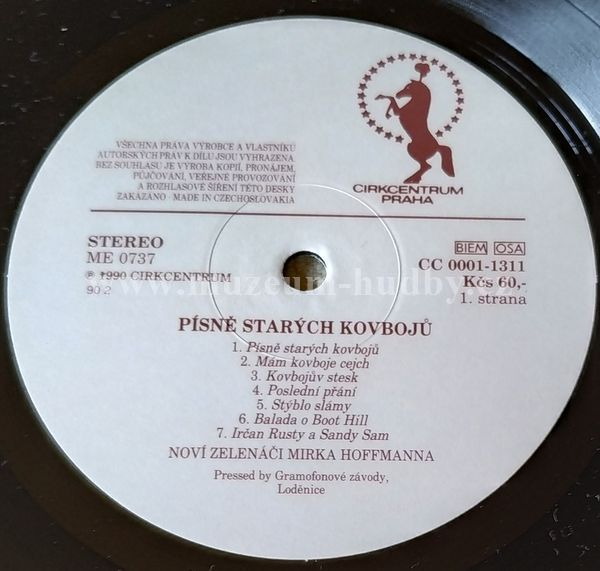 VŠECHNA PRÁVA VÝROBCE A VLASTNÍKŮ
AUTORSKÝCH PRÁV K DÍLU JSOU VYHRAZENA.
BEZ SOUHLASU JE VÝROBA KOPIÍ, PRONÁJEM,
PŮJČOVÁNÍ, VEŘEJNÉ PROVOZOVÁNÍ
A ROZHLASOVÉ ŠÍŘENÍ TÉTO DESKY
ZAKÁZÁNO · MADE IN CZECHOSLOVAKIA
CIRKCENTRUM
PRAHA
STEREO
ME 0737
℗ 1990 CIRKCENTRUM
90 2
BIEM OSA
CC 0001-1311
Kčs 60,-
1. strana
www.muzeum-hudby.cz
PÍSNĚ STARÝCH KOVBOJŮ
1. Písně starých kovbojů
2. Mám kovboje cejch
3. Kovbojův stesk
4. Poslední přání
5. Stýblo slámy
6. Balada o Boot Hill
7. Irčan Rusty a Sandy Sam
NOVÍ ZELENÁČI MIRKA HOFFMANNA
Pressed by Gramofonové závody,
Loděnice